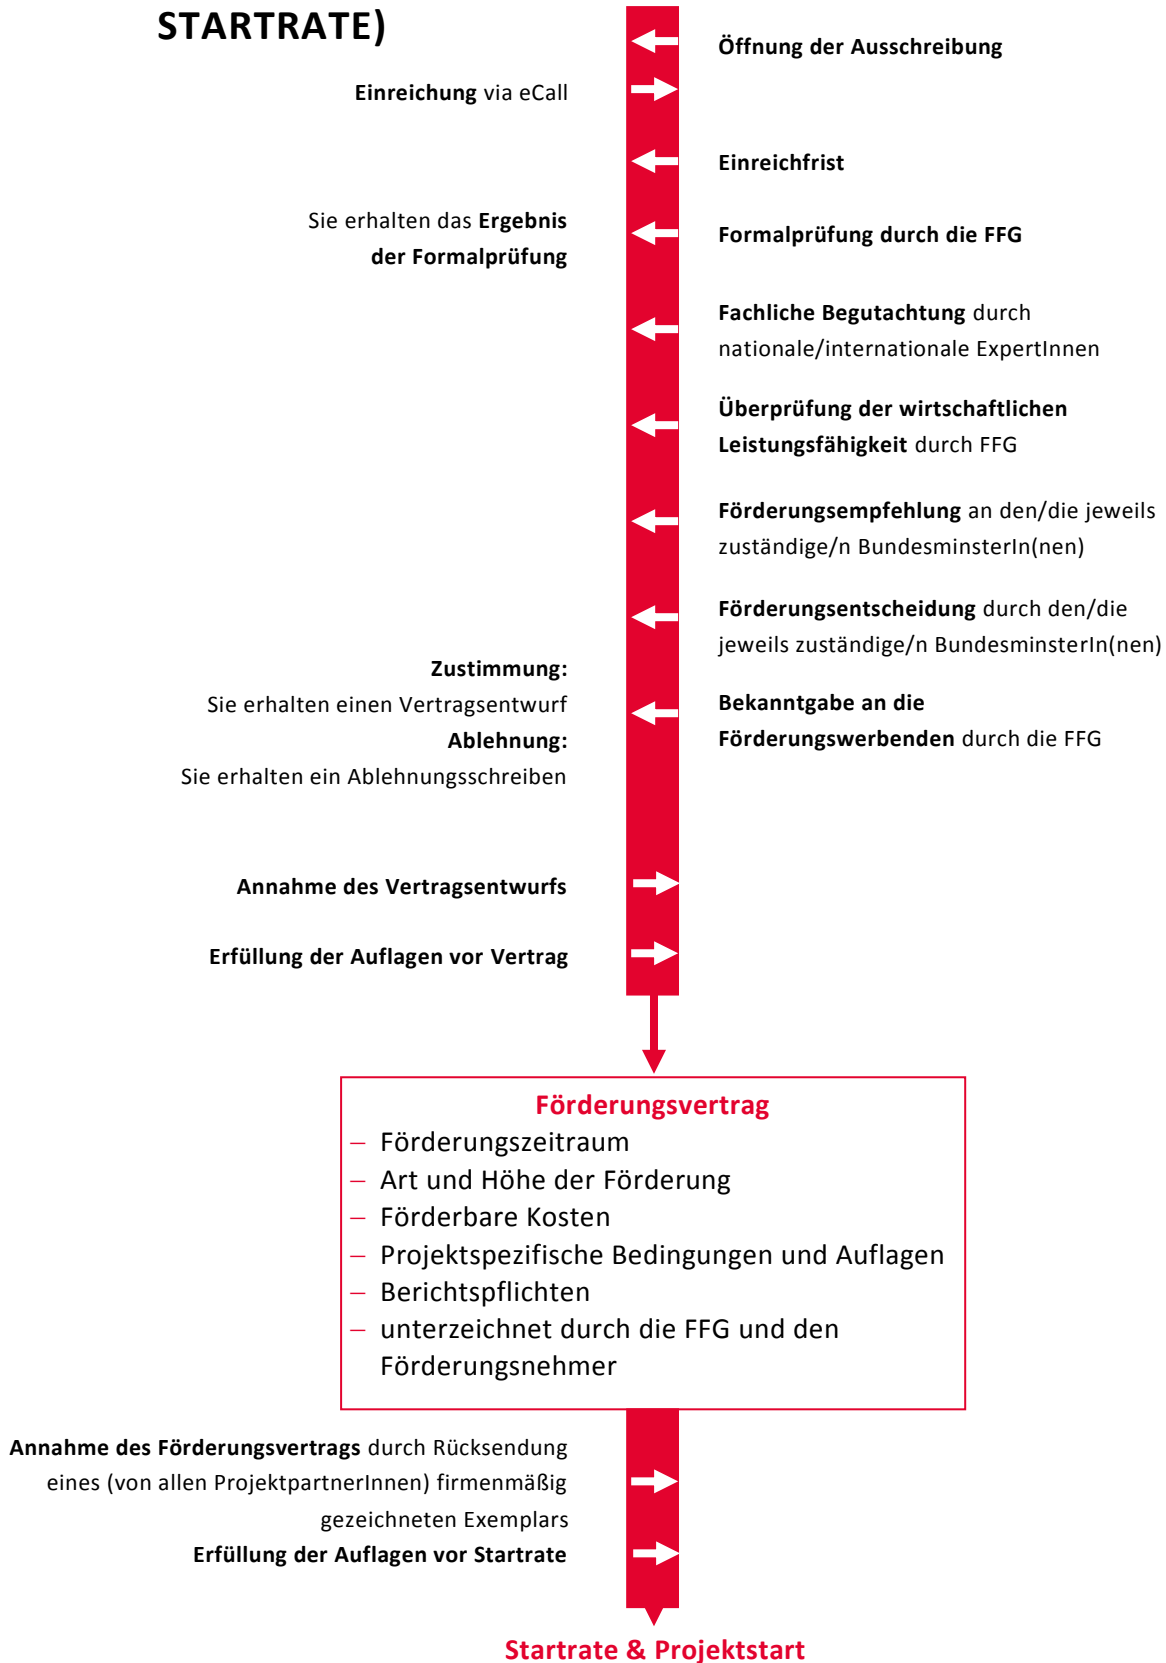 STARTRATE)
Öffnung der Ausschreibung
Einreichung via eCall
Einreichfrist
Sie erhalten das Ergebnis
der Formalprüfung
Formalprüfung durch die FFG
Fachliche Begutachtung durch
nationale/internationale ExpertInnen
Überprüfung der wirtschaftlichen
Leistungsfähigkeit durch FFG
Förderungsempfehlung an den/die jeweils
zuständige/n BundesminsterIn(nen)
Förderungsentscheidung durch den/die
jeweils zuständige/n BundesminsterIn(nen)
Zustimmung:
Sie erhalten einen Vertragsentwurf
Ablehnung:
Sie erhalten ein Ablehnungsschreiben
Bekanntgabe an die
Förderungswerbenden durch die FFG
Annahme des Vertragsentwurfs
Erfüllung der Auflagen vor Vertrag
Förderungsvertrag
– Förderungszeitraum
– Art und Höhe der Förderung
– Förderbare Kosten
– Projektspezifische Bedingungen und Auflagen
– Berichtspflichten
– unterzeichnet durch die FFG und den
Förderungsnehmer
Annahme des Förderungsvertrags durch Rücksendung
eines (von allen ProjektpartnerInnen) firmenmäßig
gezeichneten Exemplars
Erfüllung der Auflagen vor Startrate
Startrate & Projektstart